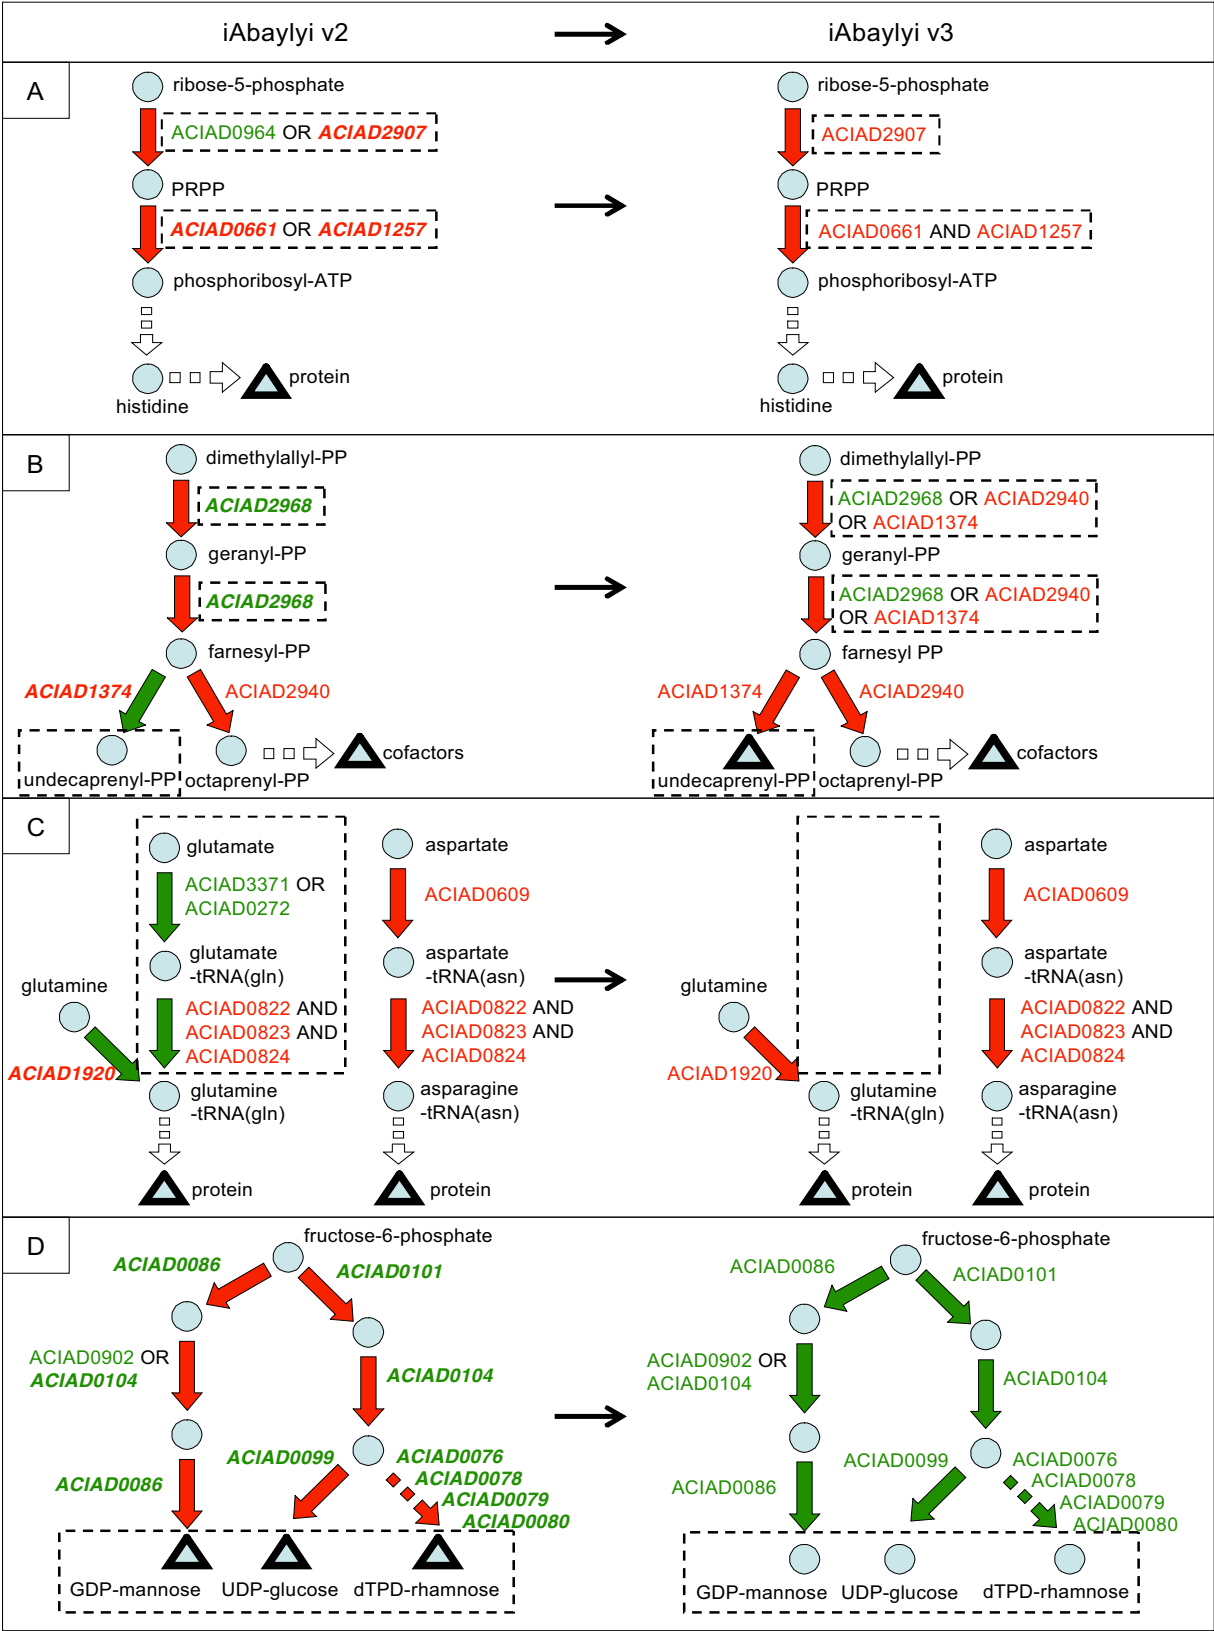 iAbaylyi v2
iAbaylyi v3
A
ribose-5-phosphate
ACIAD0964 OR ACIAD2907
PRPP
ACIAD0661 OR ACIAD1257
phosphoribosyl-ATP
histidine
protein
ribose-5-phosphate
ACIAD2907
PRPP
ACIAD0661 AND ACIAD1257
phosphoribosyl-ATP
histidine
protein
B
dimethylallyl-PP
ACIAD2968
geranyl-PP
ACIAD2968
farnesyl-PP
ACIAD1374
ACIAD2940
undecaprenyl-PP
octaprenyl-PP
cofactors
dimethylallyl-PP
ACIAD2968 OR ACIAD2940
OR ACIAD1374
geranyl-PP
ACIAD2968 OR ACIAD2940
OR ACIAD1374
farnesyl PP
ACIAD1374
ACIAD2940
undecaprenyl-PP
octaprenyl-PP
cofactors
C
glutamate
ACIAD3371 OR
ACIAD0272
glutamate
-tRNA(gln)
glutamine
ACIAD0822 AND
ACIAD0823 AND
ACIAD0824
ACIAD1920
glutamine
-tRNA(gln)
protein
aspartate
ACIAD0609
aspartate
-tRNA(asn)
ACIAD0822 AND
ACIAD0823 AND
ACIAD0824
asparagine
-tRNA(asn)
protein
glutamine
ACIAD1920
glutamine
-tRNA(gln)
protein
aspartate
ACIAD0609
aspartate
-tRNA(asn)
ACIAD0822 AND
ACIAD0823 AND
ACIAD0824
asparagine
-tRNA(asn)
protein
D
fructose-6-phosphate
ACIAD0086
ACIAD0101
ACIAD0902 OR
ACIAD0104
ACIAD0104
ACIAD0086
ACIAD0099
ACIAD0076
ACIAD0078
ACIAD0079
ACIAD0080
GDP-mannose
UDP-glucose
dTPD-rhamnose
fructose-6-phosphate
ACIAD0086
ACIAD0101
ACIAD0902 OR
ACIAD0104
ACIAD0104
ACIAD0086
ACIAD0099
ACIAD0076
ACIAD0078
ACIAD0079
ACIAD0080
GDP-mannose
UDP-glucose
dTPD-rhamnose